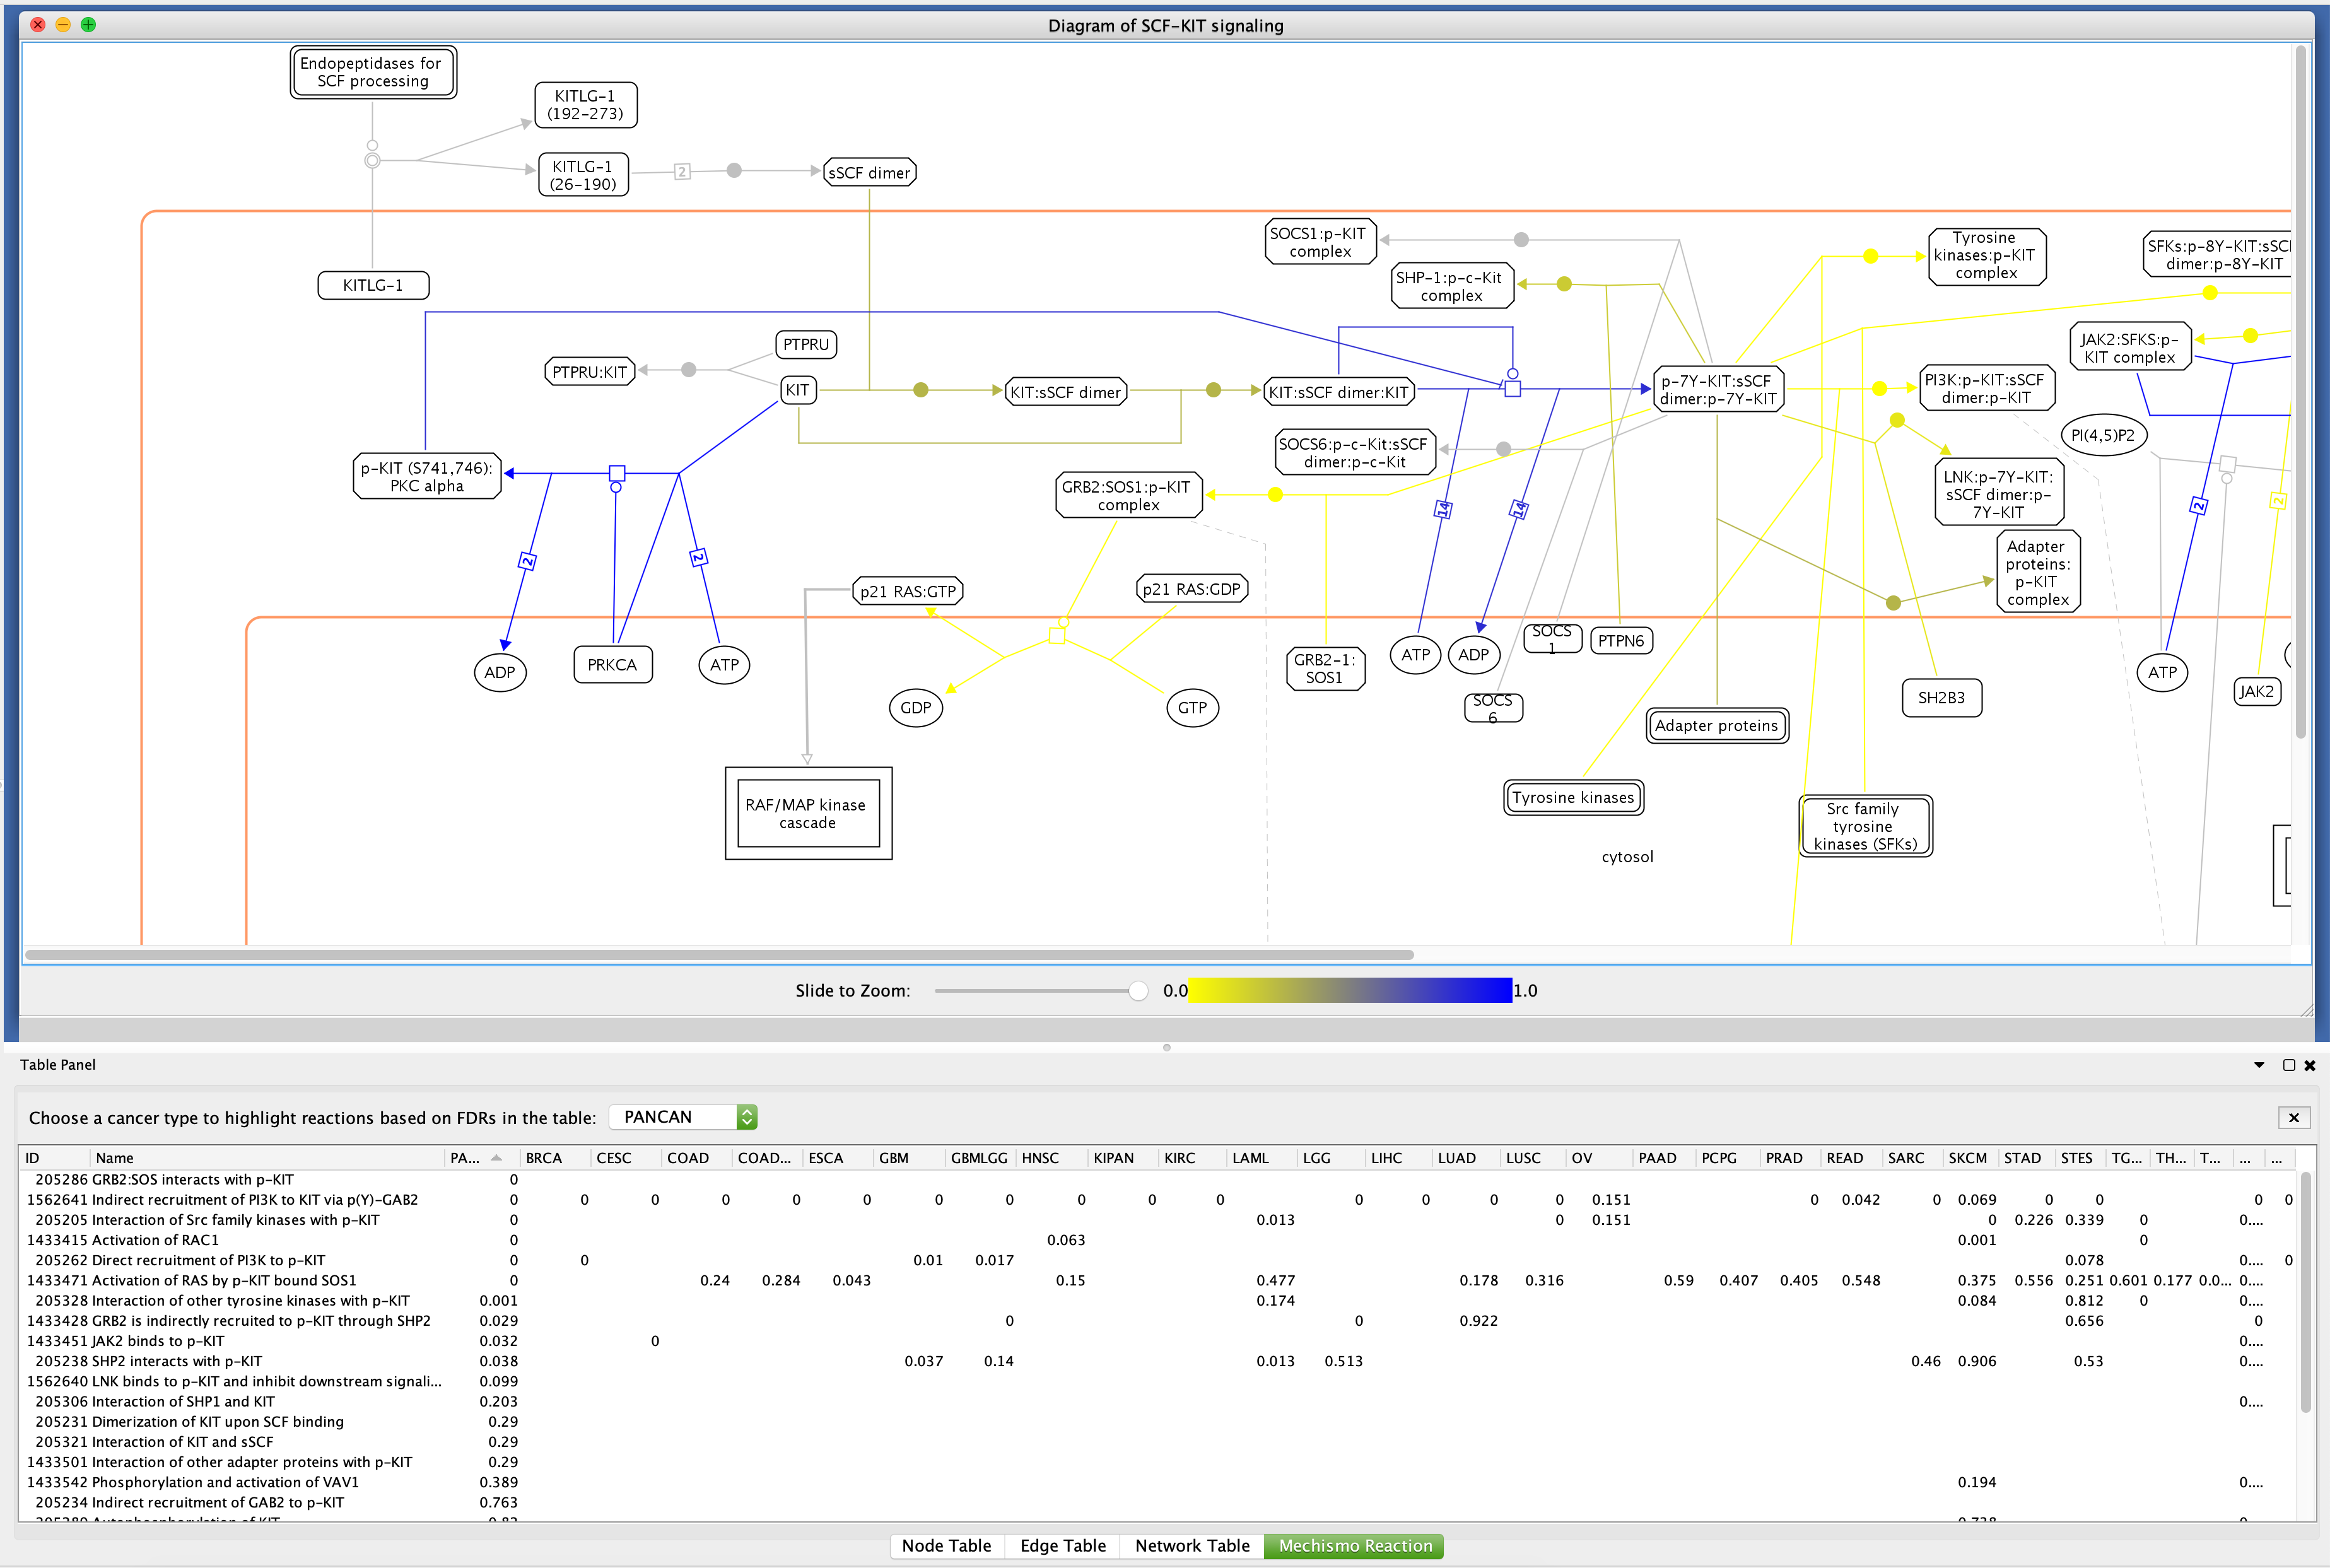 Diagram of SCF-KIT signaling
Endopeptidases for
SCF processing
KITLG-1
(192-273)
KITLG-1
(26-190)
2
sSCF dimer
KITLG-1
SOCS1:p-KIT
complex
SHP-1:p-c-Kit
complex
Tyrosine
kinases:p-KIT
complex
SFKs:p-8Y-KIT:sSC
dimer:p-8Y-KIT
PTPRU
PTPRU:KIT
KIT
KIT:sSCF dimer
KIT:sSCF dimer:KIT
p-7Y-KIT:sSCF
dimer:p-7Y-KIT
PI3K:p-KIT:sSCF
dimer:p-KIT
JAK2:SFKS:p-
KIT complex
PI(4,5)P2
SOCS6:p-c-Kit:sSCF
dimer:p-c-Kit
p-KIT (S741,746):
PKC alpha
GRB2:SOS1:p-KIT
complex
LNK:p-7Y-KIT:
sSCF dimer:p-
7Y-KIT
14
14
2
2
2
2
Adapter
proteins:
p-KIT
complex
p21 RAS:GTP
p21 RAS:GDP
ADP
PRKCA
ATP
GRB2-1:
SOS1
ATP
ADP
SOCS
1
PTPN6
SOCS
6
GDP
GTP
SH2B3
ATP
JAK2
Adapter proteins
Tyrosine kinases
RAF/MAP kinase
cascade
Src family
tyrosine
kinases (SFKs)
cytosol
Slide to Zoom: 0.0 1.0
Table Panel
Choose a cancer type to highlight reactions based on FDRs in the table: PANCAN
ID Name PA... BRCA CESC COAD COAD... ESCA GBM GBMLGG HNSC KIPAN KIRC LAML LGG LIHC LUAD LUSC OV PAAD PCPG PRAD READ SARC SKCM STAD STES TG... TH... T... ... ...
205286 GRB2:SOS interacts with p-KIT 0
1562641 Indirect recruitment of PI3K to KIT via p(Y)-GAB2 0 0 0 0 0 0 0 0 0 0 0 0 0 0 0 0.151 0 0.042 0 0.069 0 0 0 0
205205 Interaction of Src family kinases with p-KIT 0 0.013 0 0.151 0 0.226 0.339 0 0....
1433415 Activation of RAC1 0 0.063 0.001 0
205262 Direct recruitment of PI3K to p-KIT 0 0 0.01 0.017 0.078 0.... 0
1433471 Activation of RAS by p-KIT bound SOS1 0 0.24 0.284 0.043 0.15 0.477 0.178 0.316 0.59 0.407 0.405 0.548 0.375 0.556 0.251 0.601 0.177 0.0... 0....
205328 Interaction of other tyrosine kinases with p-KIT 0.001 0.174 0.084 0.812 0 0....
1433428 GRB2 is indirectly recruited to p-KIT through SHP2 0.029 0 0 0.922 0.656 0
1433451 JAK2 binds to p-KIT 0.032 0 0....
205238 SHP2 interacts with p-KIT 0.038 0.037 0.14 0.013 0.513 0.46 0.906 0.53 0....
1562640 LNK binds to p-KIT and inhibit downstream signali... 0.099
205306 Interaction of SHP1 and KIT 0.203 0....
205231 Dimerization of KIT upon SCF binding 0.29
205321 Interaction of KIT and sSCF 0.29
1433501 Interaction of other adapter proteins with p-KIT 0.29
1433542 Phosphorylation and activation of VAV1 0.389 0.194 0....
205234 Indirect recruitment of GAB2 to p-KIT 0.763
205289 Autophosphorylation of KIT
Node Table Edge Table Network Table Mechismo Reaction